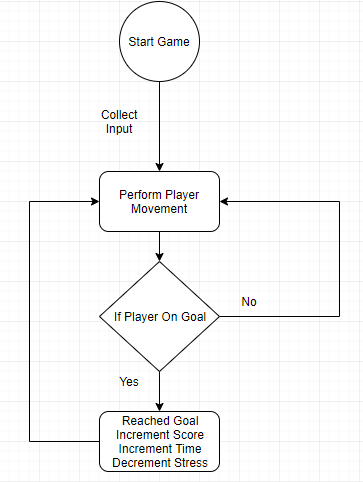 Start Game
Collect
Input
Perform Player
Movement
If Player On Goal
No
Yes
Reached Goal
Increment Score
Increment Time
Decrement Stress